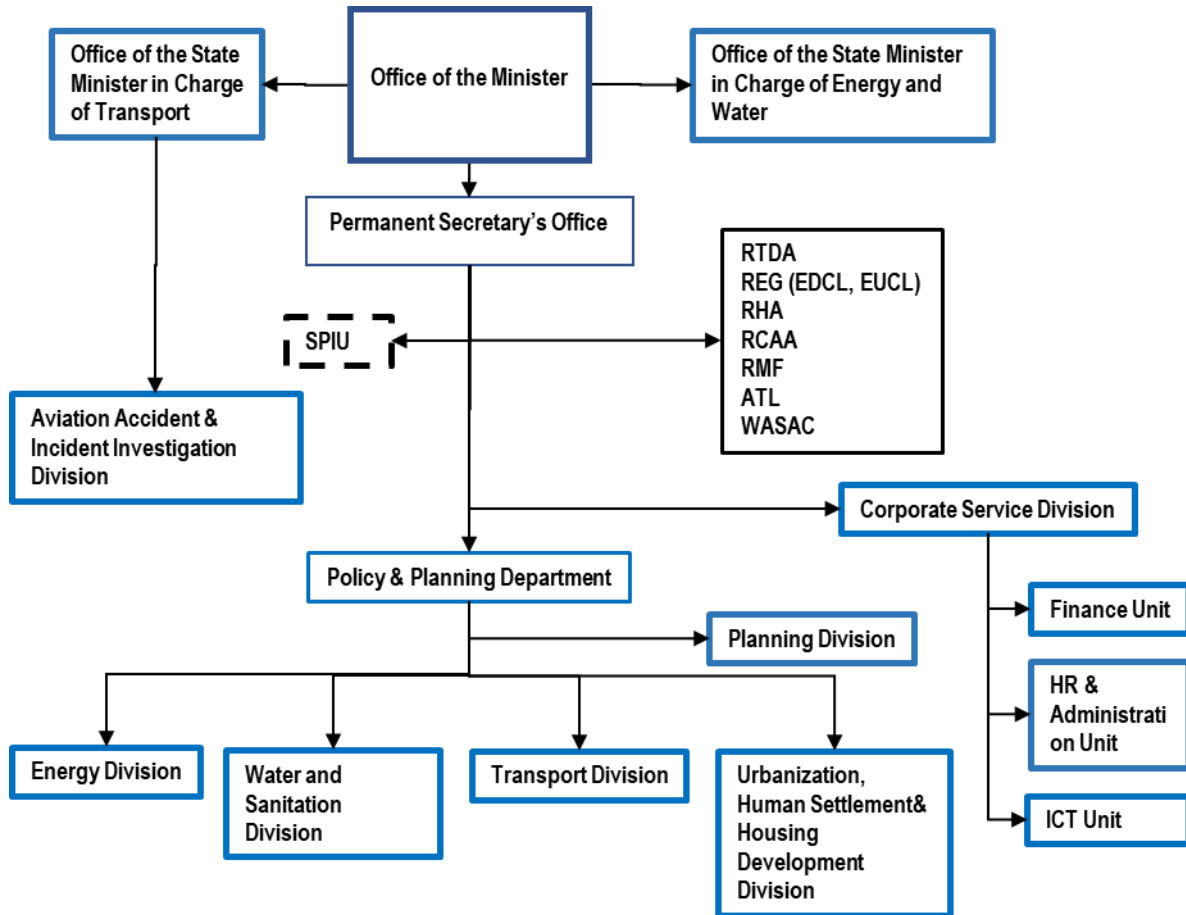 Office of the State
Minister in Charge
of Transport
Office of the Minister
Office of the State Minister
in Charge of Energy and
Water
Permanent Secretary's Office
RTDA
REG (EDCL, EUCL)
RHA
RCAA
RMF
ATL
WASAC
SPIU
Aviation Accident &
Incident Investigation
Division
Corporate Service Division
Policy & Planning Department
Finance Unit
Planning Division
HR &
Administrati
on Unit
Energy Division
Water and
Sanitation
Division
Transport Division
Urbanization,
Human Settlement&
Housing
Development
Division
ICT Unit